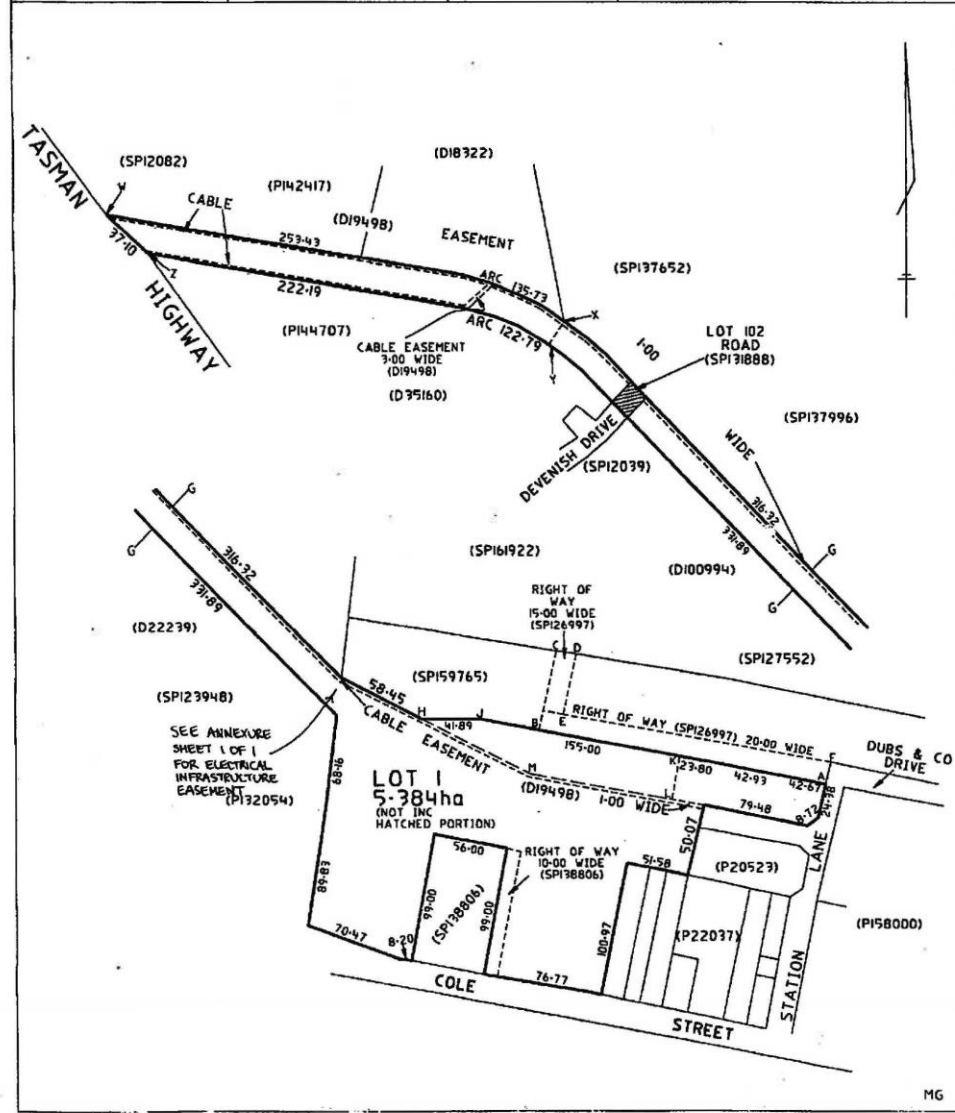 TASMAN
HIGHWAY
(SP12082)
(D18322)
(P142417)
W
CABLE
(D19498)
EASEMENT
253·43
37·10
Z
ARC
135·73
(SP137652)
222·19
X
ARC 122·79
(P144707)
LOT 102
ROAD
(SP131888)
1·00
CABLE EASEMENT
3·00 WIDE
(D19498)
Y
(D35160)
(SP137996)
WIDE
DEVENISH DRIVE
(SP12039)
316·32
331·89
G
G
(D100994)
G
G
316·32
331·89
(SP161922)
RIGHT OF
WAY
15·00 WIDE
(SP126997)
C D
(D22239)
(SP127552)
(SP159765)
(SP123948)
58·45
H
J
41·89
B
E
RIGHT OF WAY (SP126997) 20·00 WIDE
F
DUBS & CO
DRIVE
CABLE EASEMENT
155·00
SEE ANNEXURE
SHEET 1 OF 1
FOR ELECTRICAL
INFRASTRUCTURE
EASEMENT
(P132054)
68·16
M
K
23·80
42·93
42·67
A
24·38
LOT 1
5·384ha
(NOT INC
HATCHED PORTION)
(D19498)
1·00 WIDE
L
79·48
8·72
50·07
56·00
RIGHT OF WAY
10·00 WIDE
(SP138806)
51·58
(P20523)
LANE
89·83
99·00
(SP138806)
99·00
70·47
8·20
100·97
(P22037)
(P158000)
76·77
COLE
STREET
STATION
MG